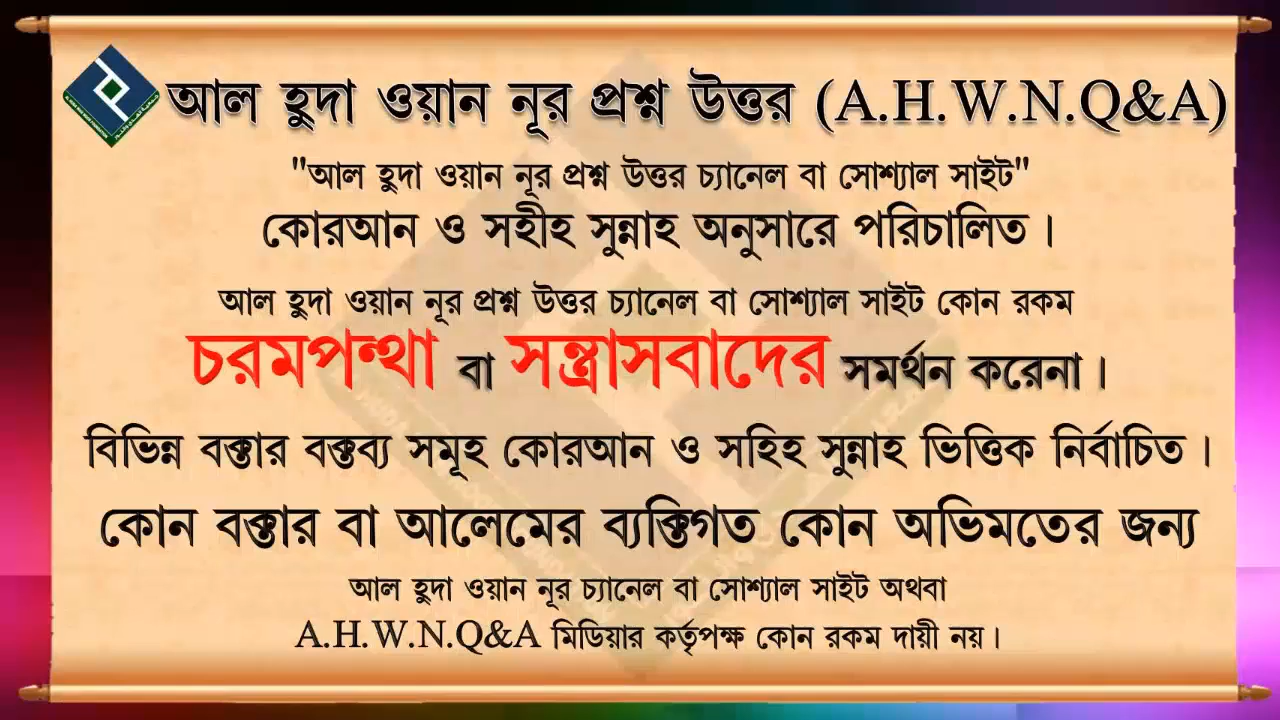 আল হুদা ওয়ান নূর প্রশ্ন উত্তর (A.H.W.N.Q&A)
"আল হুদা ওয়ান নূর প্রশ্ন উত্তর চ্যানেল বা সোশ্যাল সাইট"
কোরআন ও সহীহ সুন্নাহ অনুসারে পরিচালিত।
আল হুদা ওয়ান নূর প্রশ্ন উত্তর চ্যানেল বা সোশ্যাল সাইট কোন রকম
চরমপন্থা বা সন্ত্রাসবাদের সমর্থন করেনা।
বিভিন্ন বক্তার বক্তব্য সমূহ কোরআন ও সহিহ সুন্নাহ ভিত্তিক নির্বাচিত।
কোন বক্তার বা আলেমের ব্যক্তিগত কোন অভিমতের জন্য
আল হুদা ওয়ান নূর চ্যানেল বা সোশ্যাল সাইট অথবা
A.H.W.N.Q&A মিডিয়ার কর্তৃপক্ষ কোন রকম দায়ী নয়।